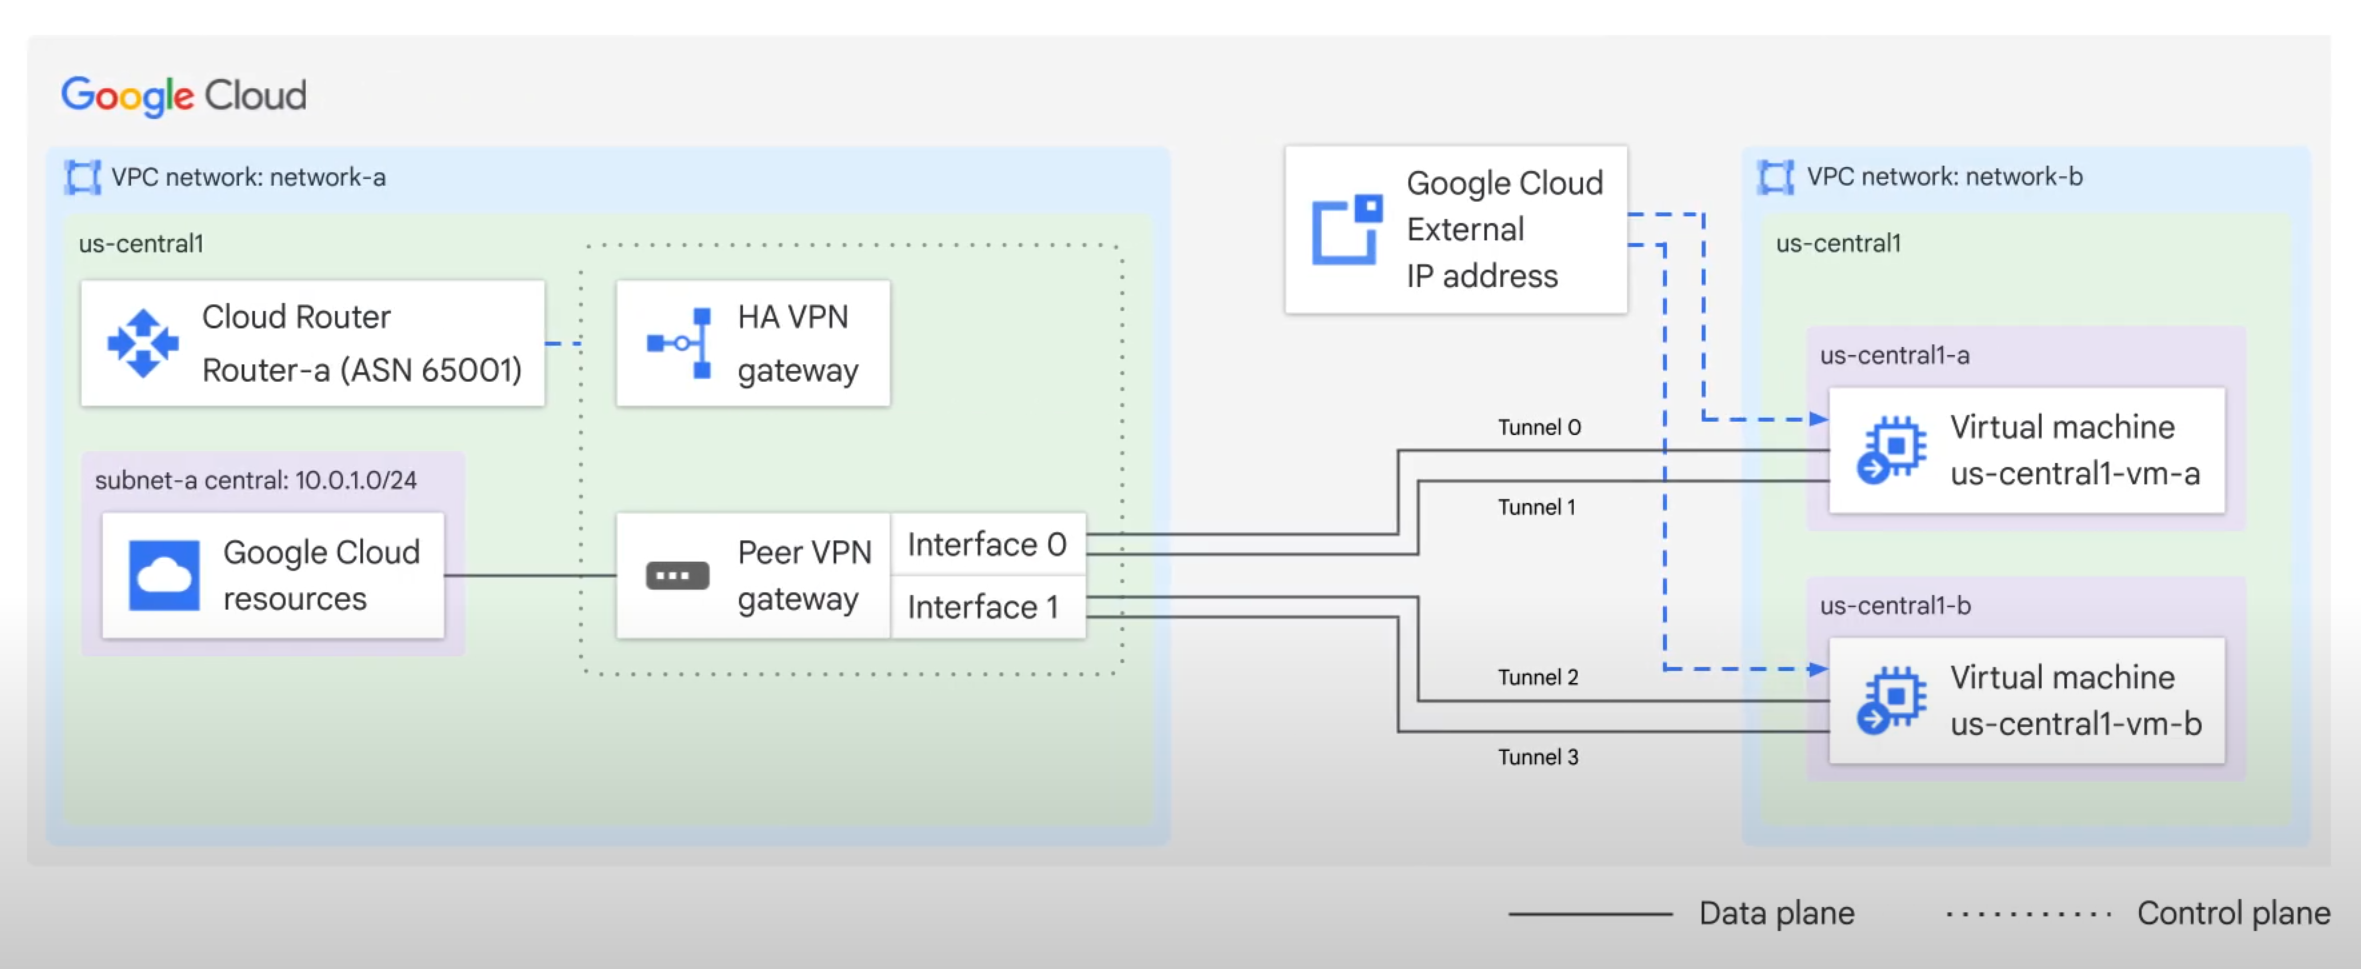 Google Cloud
VPC network: network-a
us-central1
Cloud Router
Router-a (ASN 65001)
HA VPN
gateway
subnet-a central: 10.0.1.0/24
Google Cloud
resources
Peer VPN
gateway
Interface 0
Interface 1
Google Cloud
External
IP address
Tunnel 0
Tunnel 1
Tunnel 2
Tunnel 3
VPC network: network-b
us-central1
us-central1-a
Virtual machine
us-central1-vm-a
us-central1-b
Virtual machine
us-central1-vm-b
Data plane
Control plane